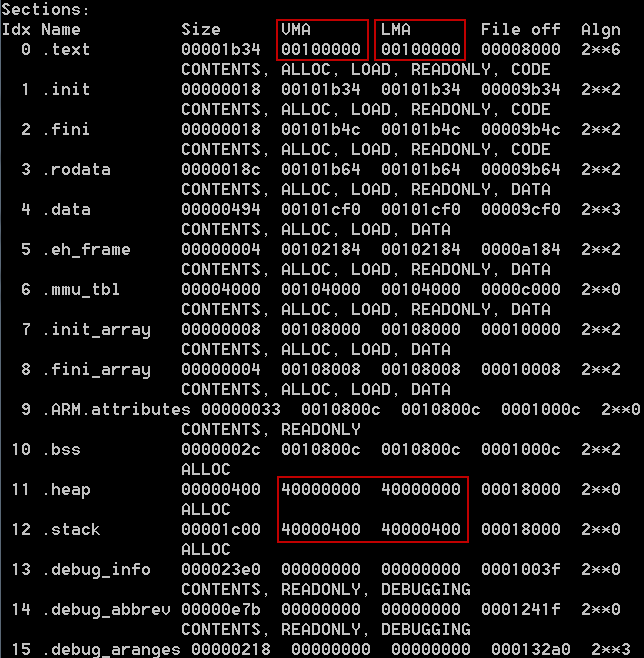 Sections:
Idx Name Size VMA LMA File off Algn
0 .text 00001b34 00100000 00100000 00008000 2**6
CONTENTS, ALLOC, LOAD, READONLY, CODE
1 .init 00000018 00101b34 00101b34 00009b34 2**2
CONTENTS, ALLOC, LOAD, READONLY, CODE
2 .fini 00000018 00101b4c 00101b4c 00009b4c 2**2
CONTENTS, ALLOC, LOAD, READONLY, CODE
3 .rodata 0000018c 00101b64 00101b64 00009b64 2**2
CONTENTS, ALLOC, LOAD, READONLY, DATA
4 .data 00000494 00101cf0 00101cf0 00009cf0 2**3
CONTENTS, ALLOC, LOAD, DATA
5 .eh_frame 00000004 00102184 00102184 0000a184 2**2
CONTENTS, ALLOC, LOAD, READONLY, DATA
6 .mmu_tbl 00004000 00104000 00104000 0000c000 2**0
CONTENTS, ALLOC, LOAD, READONLY, DATA
7 .init_array 00000008 00108000 00108000 00010000 2**2
CONTENTS, ALLOC, LOAD, DATA
8 .fini_array 00000004 00108008 00108008 00010008 2**2
CONTENTS, ALLOC, LOAD, DATA
9 .ARM.attributes 00000033 0010800c 0010800c 0001000c 2**0
CONTENTS, READONLY
10 .bss 0000002c 0010800c 0010800c 0001000c 2**2
ALLOC
11 .heap 00000400 40000000 40000000 00018000 2**0
ALLOC
12 .stack 00001c00 40000400 40000400 00018000 2**0
ALLOC
13 .debug_info 000023e0 00000000 00000000 0001003f 2**0
CONTENTS, READONLY, DEBUGGING
14 .debug_abbrev 00000e7b 00000000 00000000 0001241f 2**0
CONTENTS, READONLY, DEBUGGING
15 .debug_aranges 00000218 00000000 00000000 000132a0 2**3